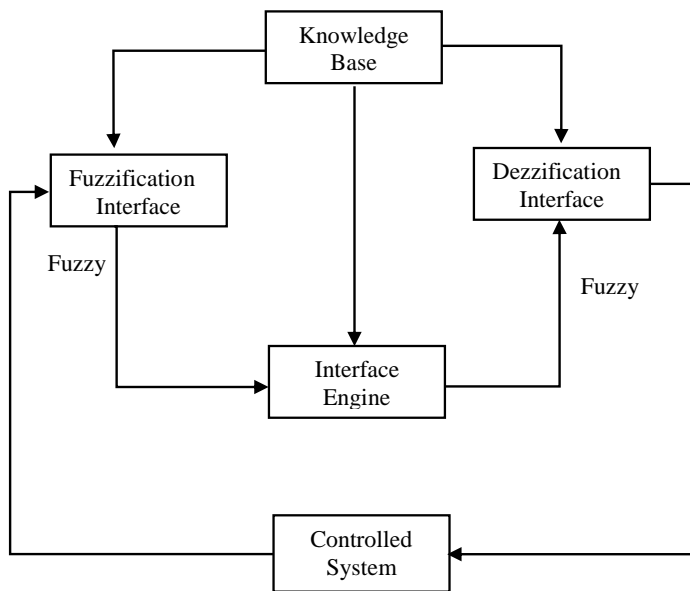 Knowledge
Base
Fuzzification
Interface
Dezzification
Interface
Fuzzy
Fuzzy
Interface
Engine
Controlled
System